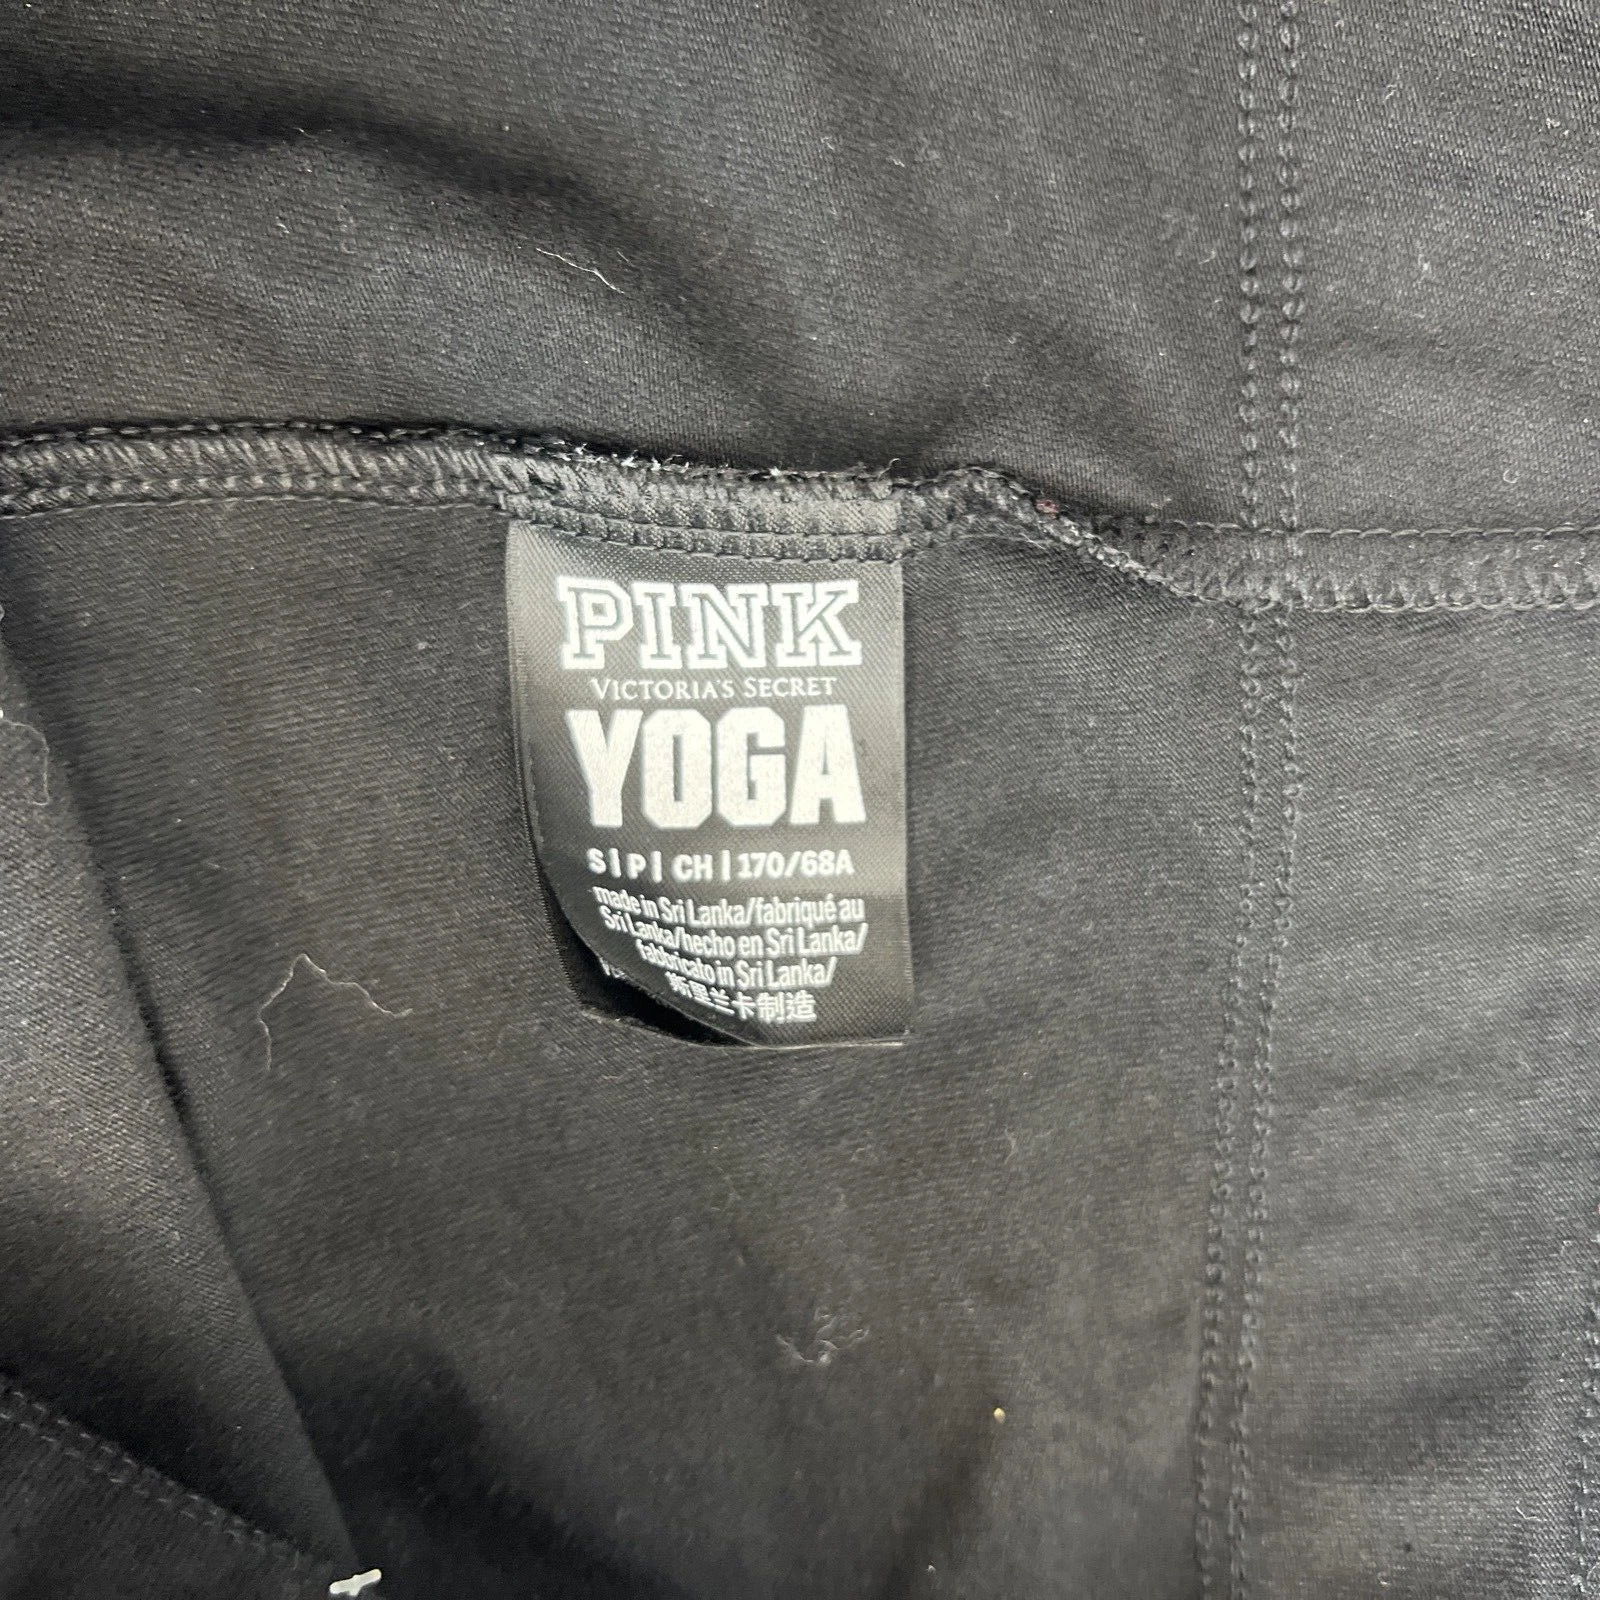 PINK
VICTORIA'S SECRET
YOGA
S | P | CH | 170/68A
made in Sri Lanka/fabriqué au
Sri Lanka/hecho en Sri Lanka/
fabbricato in Sri Lanka/
斯里兰卡制造